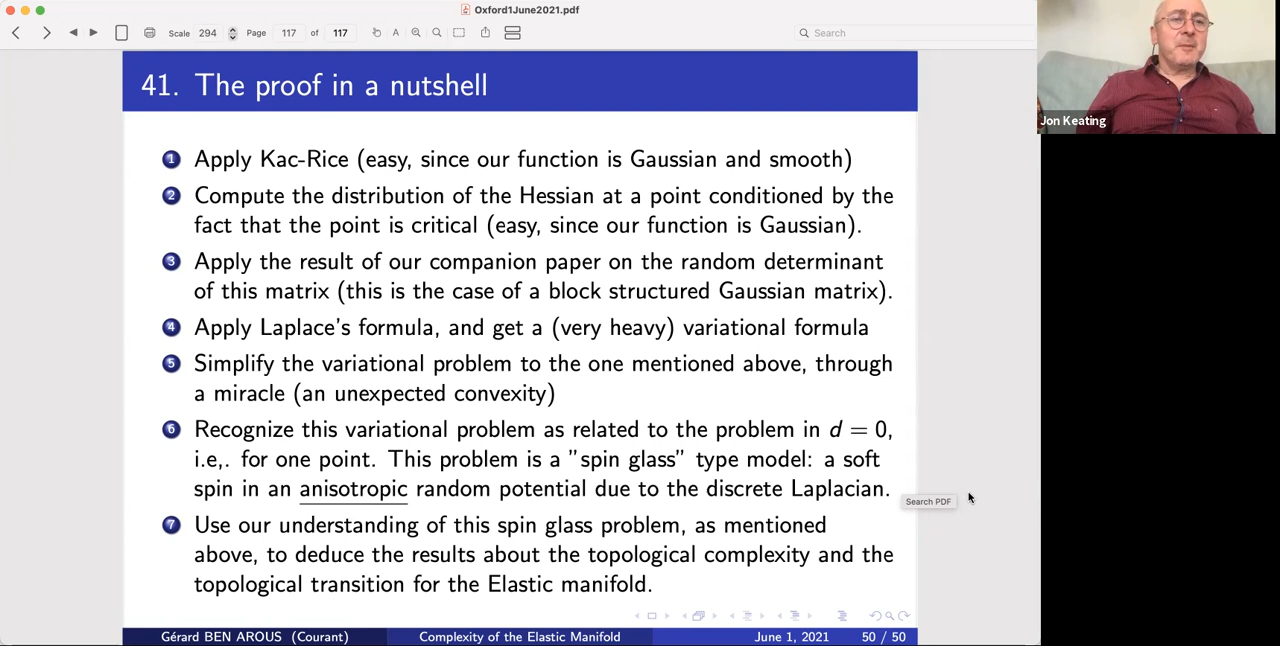 Oxford1June2021.pdf
Scale 294 Page 117 of 117 A Search
Jon Keating
41. The proof in a nutshell
1 Apply Kac-Rice (easy, since our function is Gaussian and smooth)
2 Compute the distribution of the Hessian at a point conditioned by the
fact that the point is critical (easy, since our function is Gaussian).
3 Apply the result of our companion paper on the random determinant
of this matrix (this is the case of a block structured Gaussian matrix).
4 Apply Laplace's formula, and get a (very heavy) variational formula
5 Simplify the variational problem to the one mentioned above, through
a miracle (an unexpected convexity)
6 Recognize this variational problem as related to the problem in d = 0,
i.e,. for one point. This problem is a "spin glass" type model: a soft
spin in an anisotropic random potential due to the discrete Laplacian.
Search PDF
7 Use our understanding of this spin glass problem, as mentioned
above, to deduce the results about the topological complexity and the
topological transition for the Elastic manifold.
Gérard BEN AROUS (Courant) Complexity of the Elastic Manifold June 1, 2021 50 / 50